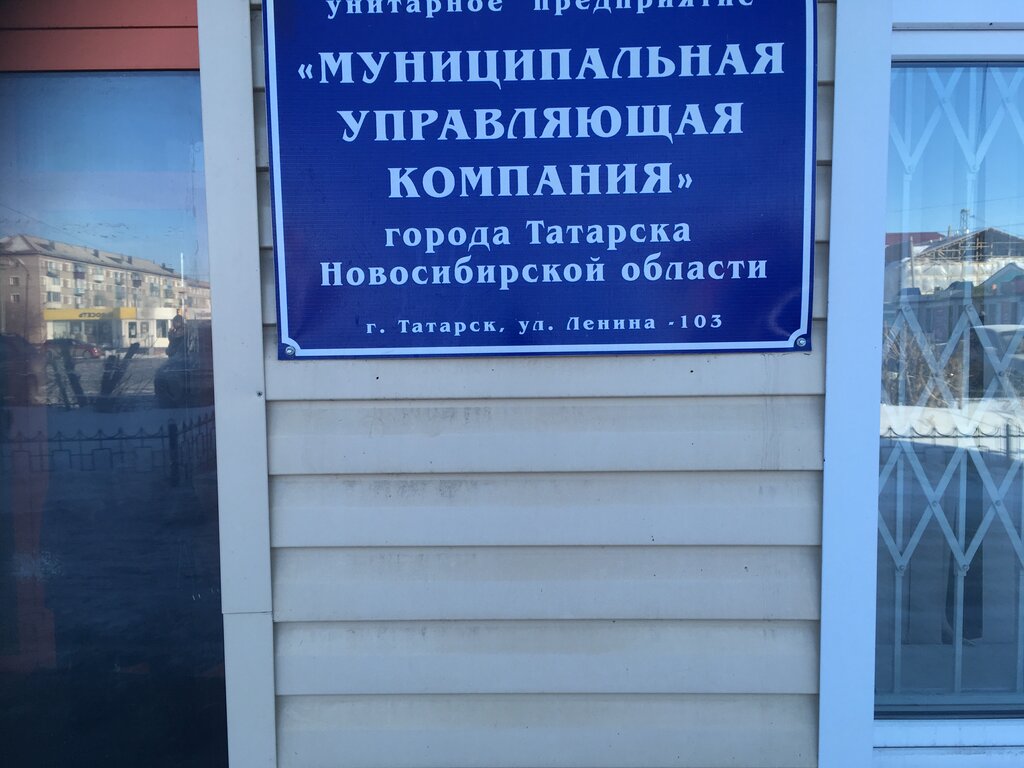 унитарное предприятие
«МУНИЦИПАЛЬНАЯ
УПРАВЛЯЮЩАЯ
КОМПАНИЯ»
города Татарска
Новосибирской области
г. Татарск, ул. Ленина -103